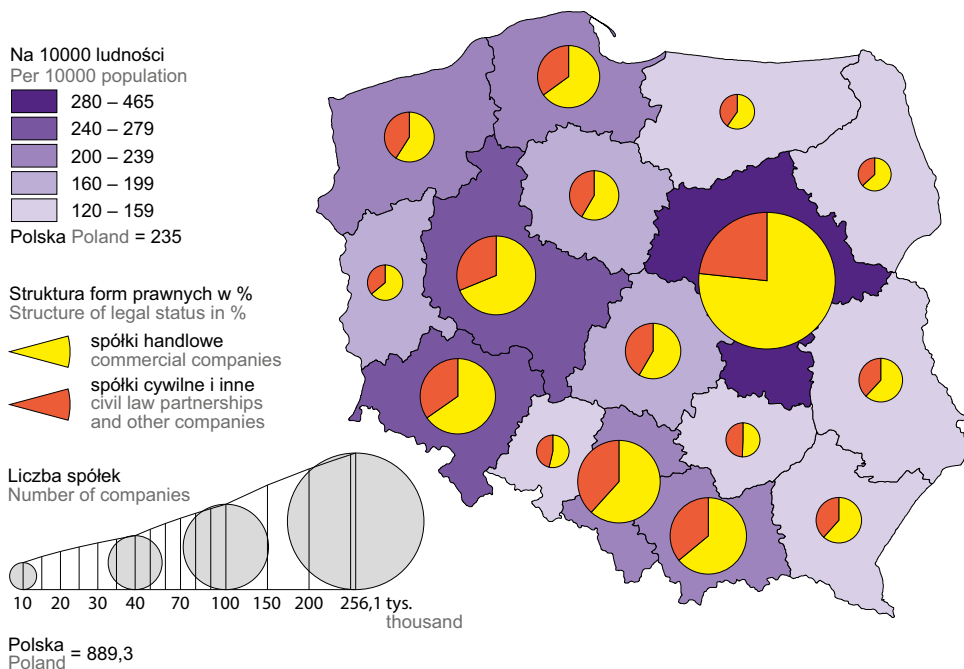 Na 10000 ludności
Per 10000 population
280 – 465
240 – 279
200 – 239
160 – 199
120 – 159
Polska Poland = 235
Struktura form prawnych w %
Structure of legal status in %
spółki handlowe
commercial companies
spółki cywilne i inne
civil law partnerships
and other companies
Liczba spółek
Number of companies
10 20 30 40 70 100 150 200 256,1 tys.
thousand
Polska
Poland = 889,3